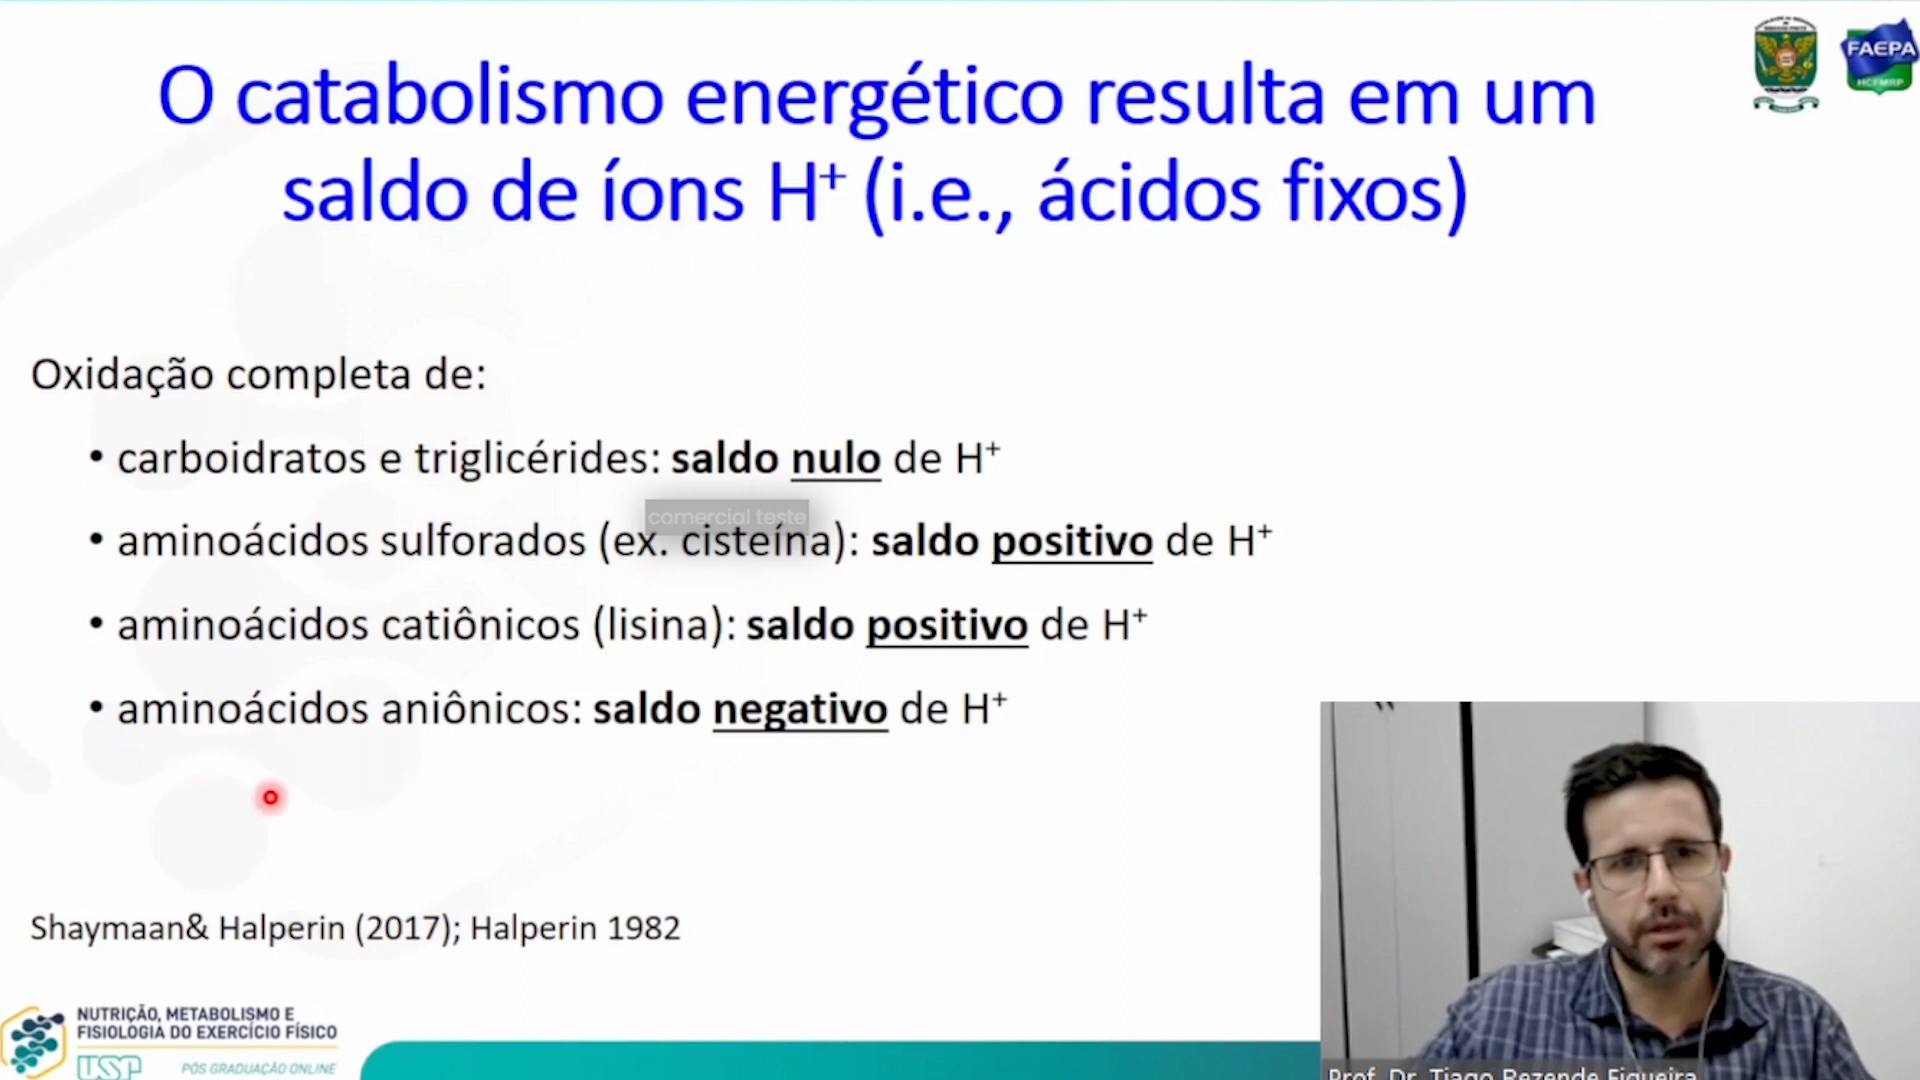 O catabolismo energético resulta em um
saldo de íons H⁺ (i.e., ácidos fixos)
FAEPA
HCFMRP
Oxidação completa de:
• carboidratos e triglicérides: saldo nulo de H⁺
comercial teste
• aminoácidos sulforados (ex. cisteína): saldo positivo de H⁺
• aminoácidos catiônicos (lisina): saldo positivo de H⁺
• aminoácidos aniônicos: saldo negativo de H⁺
Shaymaan& Halperin (2017); Halperin 1982
NUTRIÇÃO, METABOLISMO E
FISIOLOGIA DO EXERCÍCIO FÍSICO
USP
PÓS GRADUAÇÃO ONLINE
Prof. Dr. Tiago Rezende Figueira